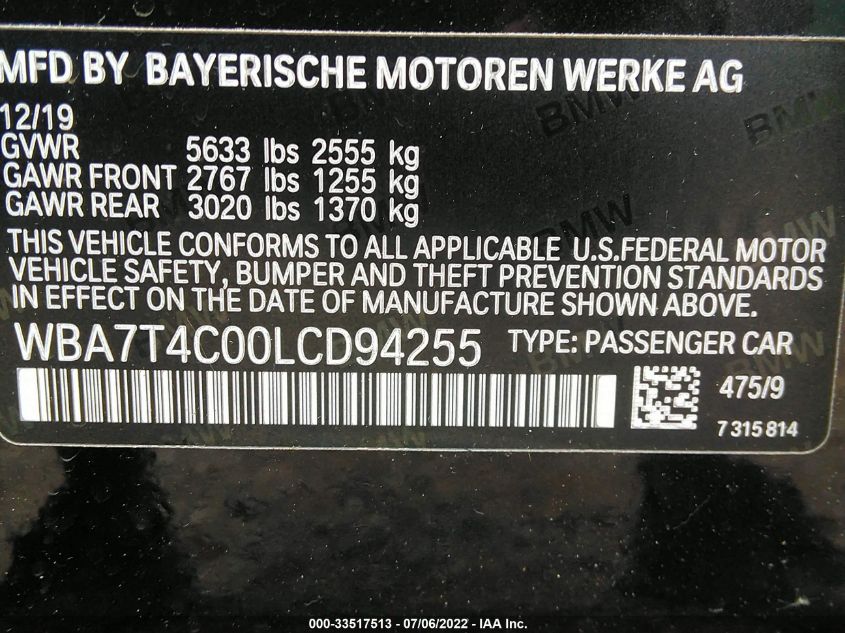 MFD BY BAYERISCHE MOTOREN WERKE AG
12/19
GVWR 5633 lbs 2555 kg
GAWR FRONT 2767 lbs 1255 kg
GAWR REAR 3020 lbs 1370 kg
THIS VEHICLE CONFORMS TO ALL APPLICABLE U.S.FEDERAL MOTOR
VEHICLE SAFETY, BUMPER AND THEFT PREVENTION STANDARDS
IN EFFECT ON THE DATE OF MANUFACTURE SHOWN ABOVE.
WBA7T4C00LCD94255 TYPE: PASSENGER CAR
475/9
7 315 814
BMW
BMW
BMW
000-33517513 - 07/06/2022 - IAA Inc.